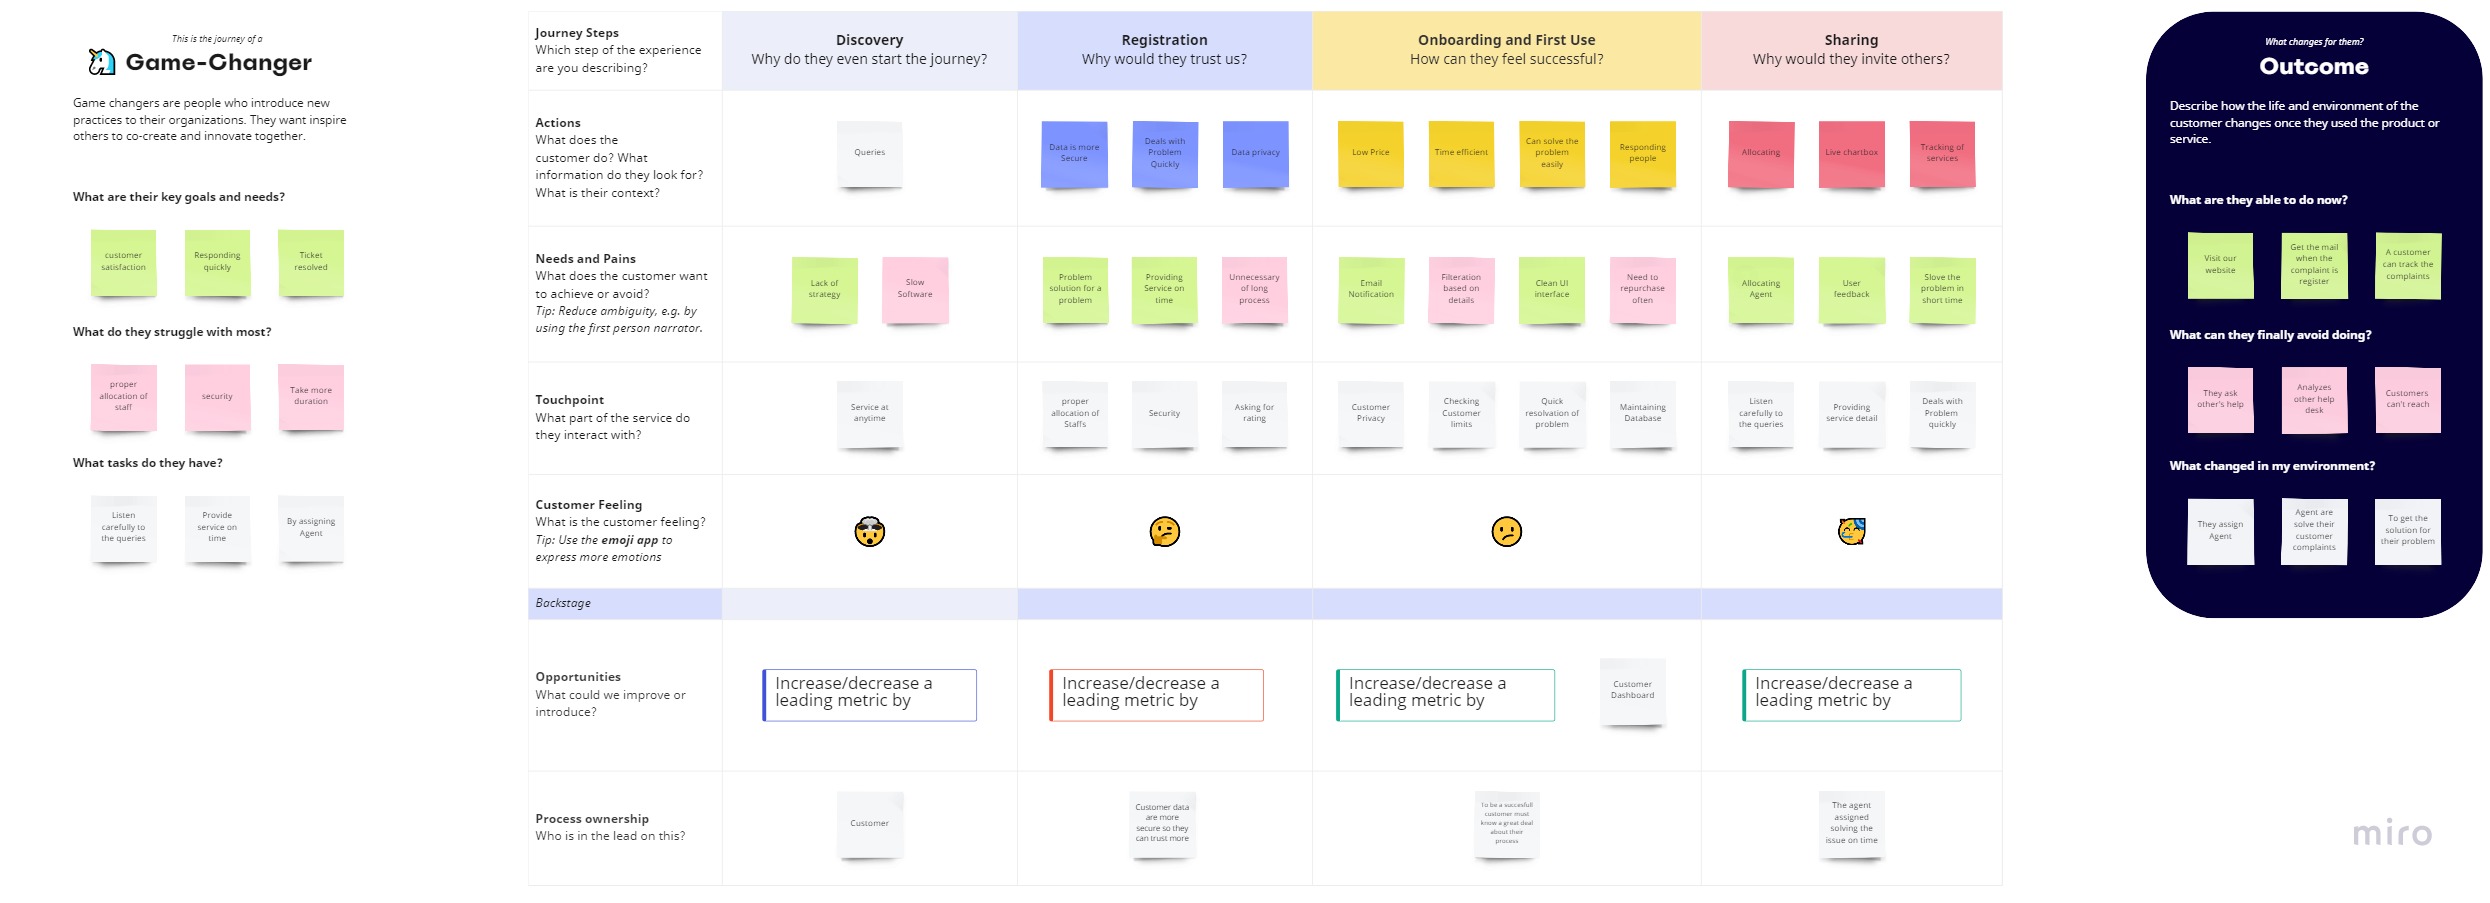 This is the journey of a
Game-Changer
Game changers are people who introduce new
practices to their organizations. They want inspire
others to co-create and innovate together.
What are their key goals and needs?
customer
satisfaction
Responding
quickly
Ticket
resolved
What do they struggle with most?
proper
allocation of
staff
security
Take more
duration
What tasks do they have?
Listen
carefully to
the queries
Provide
service on
time
By assigning
Agent
Journey Steps
Which step of the experience
are you describing?
Discovery
Why do they even start the journey?
Registration
Why would they trust us?
Onboarding and First Use
How can they feel successful?
Sharing
Why would they invite others?
Actions
What does the
customer do? What
information do they look for?
What is their context?
Queries
Data is more
Secure
Deals with
Problem
Quickly
Data privacy
Low Price
Time efficient
Can solve the
problem
easily
Responding
people
Allocating
Live chartbox
Tracking of
services
Needs and Pains
What does the customer want
to achieve or avoid?
Tip: Reduce ambiguity, e.g. by
using the first person narrator.
Lack of
strategy
Slow
Software
Problem
solution for a
problem
Providing
Service on
time
Unnecessary
of long
process
Email
Notification
Filteration
based on
details
Clean UI
interface
Need to
repurchase
often
Allocating
Agent
User
feedback
Slove the
problem in
short time
Touchpoint
What part of the service do
they interact with?
Service at
anytime
proper
allocation of
Staffs
Security
Asking for
rating
Customer
Privacy
Checking
Customer
limits
Quick
resolvation of
problem
Maintaining
Database
Listen
carefully to
the queries
Providing
service detail
Deals with
Problem
quickly
Customer Feeling
What is the customer feeling?
Tip: Use the emoji app to
express more emotions
Backstage
Opportunities
What could we improve or
introduce?
Increase/decrease a
leading metric by
Increase/decrease a
leading metric by
Increase/decrease a
leading metric by
Customer
Dashboard
Increase/decrease a
leading metric by
Process ownership
Who is in the lead on this?
Customer
Customer data
are more
secure so they
can trust more
To be a succesfull
customer must
know a great deal
about their
process
The agent
assigned
solving the
issue on time
What changes for them?
Outcome
Describe how the life and environment of the
customer changes once they used the product or
service.
What are they able to do now?
Visit our
website
Get the mail
when the
complaint is
register
A customer
can track the
complaints
What can they finally avoid doing?
They ask
other's help
Analyzes
other help
desk
Customers
can't reach
What changed in my environment?
They assign
Agent
Agent are
solve their
customer
complaints
To get the
solution for
their problem
miro